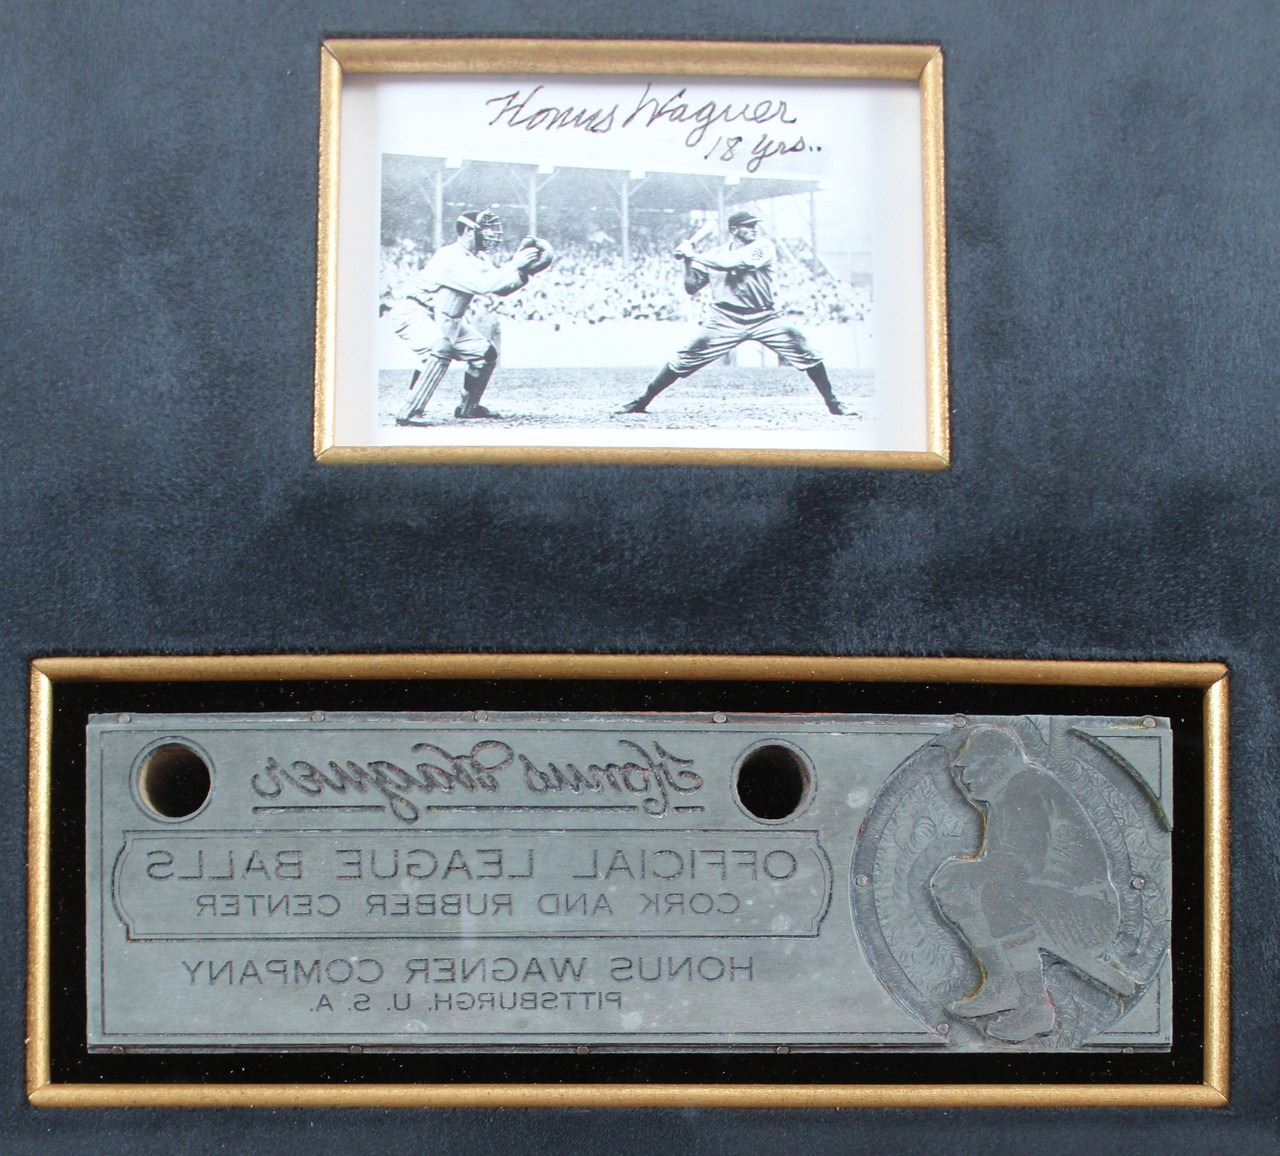 Honus Wagner
18 yrs..
Honus Wagner
OFFICIAL LEAGUE BALLS
CORK AND RUBBER CENTER
HONUS WAGNER COMPANY
PITTSBURGH, U. S. A.